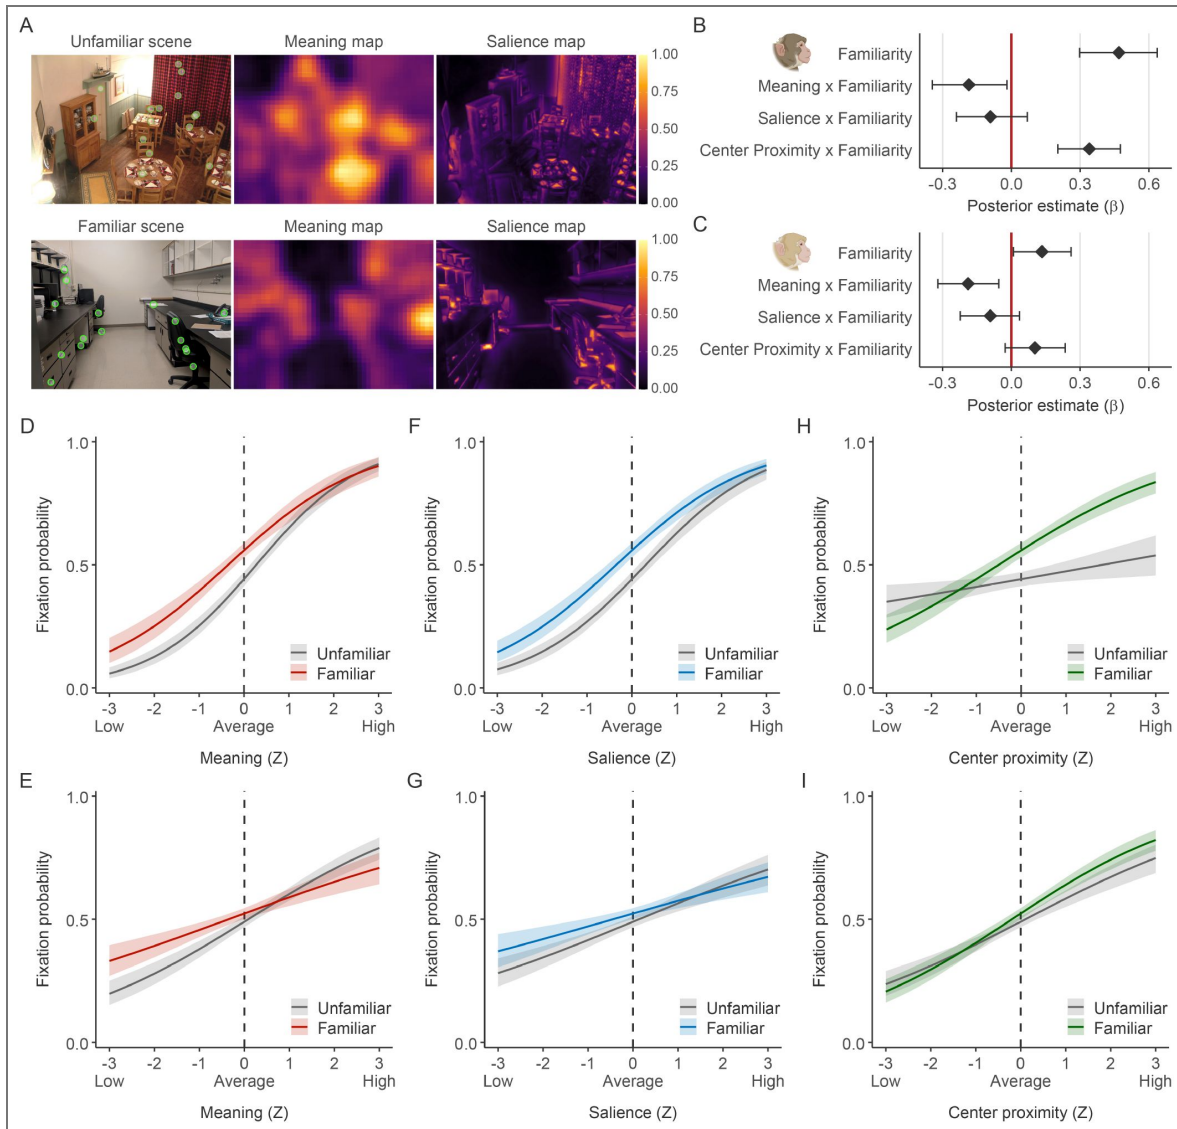 A
Unfamiliar scene
Meaning map
Salience map
1.00
0.75
0.50
0.25
0.00
Familiar scene
Meaning map
Salience map
1.00
0.75
0.50
0.25
0.00
B
Familiarity
Meaning x Familiarity
Salience x Familiarity
Center Proximity x Familiarity
-0.3 0.0 0.3 0.6
Posterior estimate (β)
C
Familiarity
Meaning x Familiarity
Salience x Familiarity
Center Proximity x Familiarity
-0.3 0.0 0.3 0.6
Posterior estimate (β)
D
1.0
0.5
0.0
Fixation probability
Unfamiliar
Familiar
-3 -2 -1 0 1 2 3
Low Average High
Meaning (Z)
F
1.0
0.5
0.0
Fixation probability
Unfamiliar
Familiar
-3 -2 -1 0 1 2 3
Low Average High
Salience (Z)
H
1.0
0.5
0.0
Fixation probability
Unfamiliar
Familiar
-3 -2 -1 0 1 2 3
Low Average High
Center proximity (Z)
E
1.0
0.5
0.0
Fixation probability
Unfamiliar
Familiar
-3 -2 -1 0 1 2 3
Low Average High
Meaning (Z)
G
1.0
0.5
0.0
Fixation probability
Unfamiliar
Familiar
-3 -2 -1 0 1 2 3
Low Average High
Salience (Z)
I
1.0
0.5
0.0
Fixation probability
Unfamiliar
Familiar
-3 -2 -1 0 1 2 3
Low Average High
Center proximity (Z)